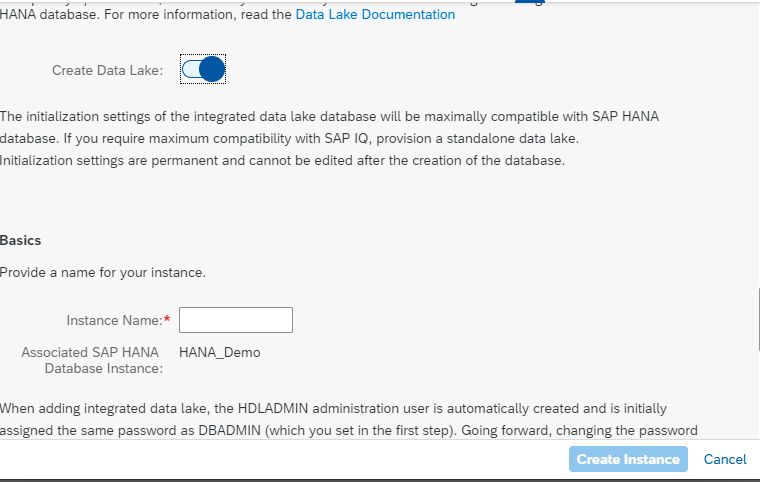 HANA database. For more information, read the Data Lake Documentation
Create Data Lake:
The initialization settings of the integrated data lake database will be maximally compatible with SAP HANA
database. If you require maximum compatibility with SAP IQ, provision a standalone data lake.
Initialization settings are permanent and cannot be edited after the creation of the database.
Basics
Provide a name for your instance.
Instance Name:*
Associated SAP HANA HANA_Demo
Database Instance:
When adding integrated data lake, the HDLADMIN administration user is automatically created and is initially
assigned the same password as DBADMIN (which you set in the first step). Going forward, changing the password
Create Instance Cancel